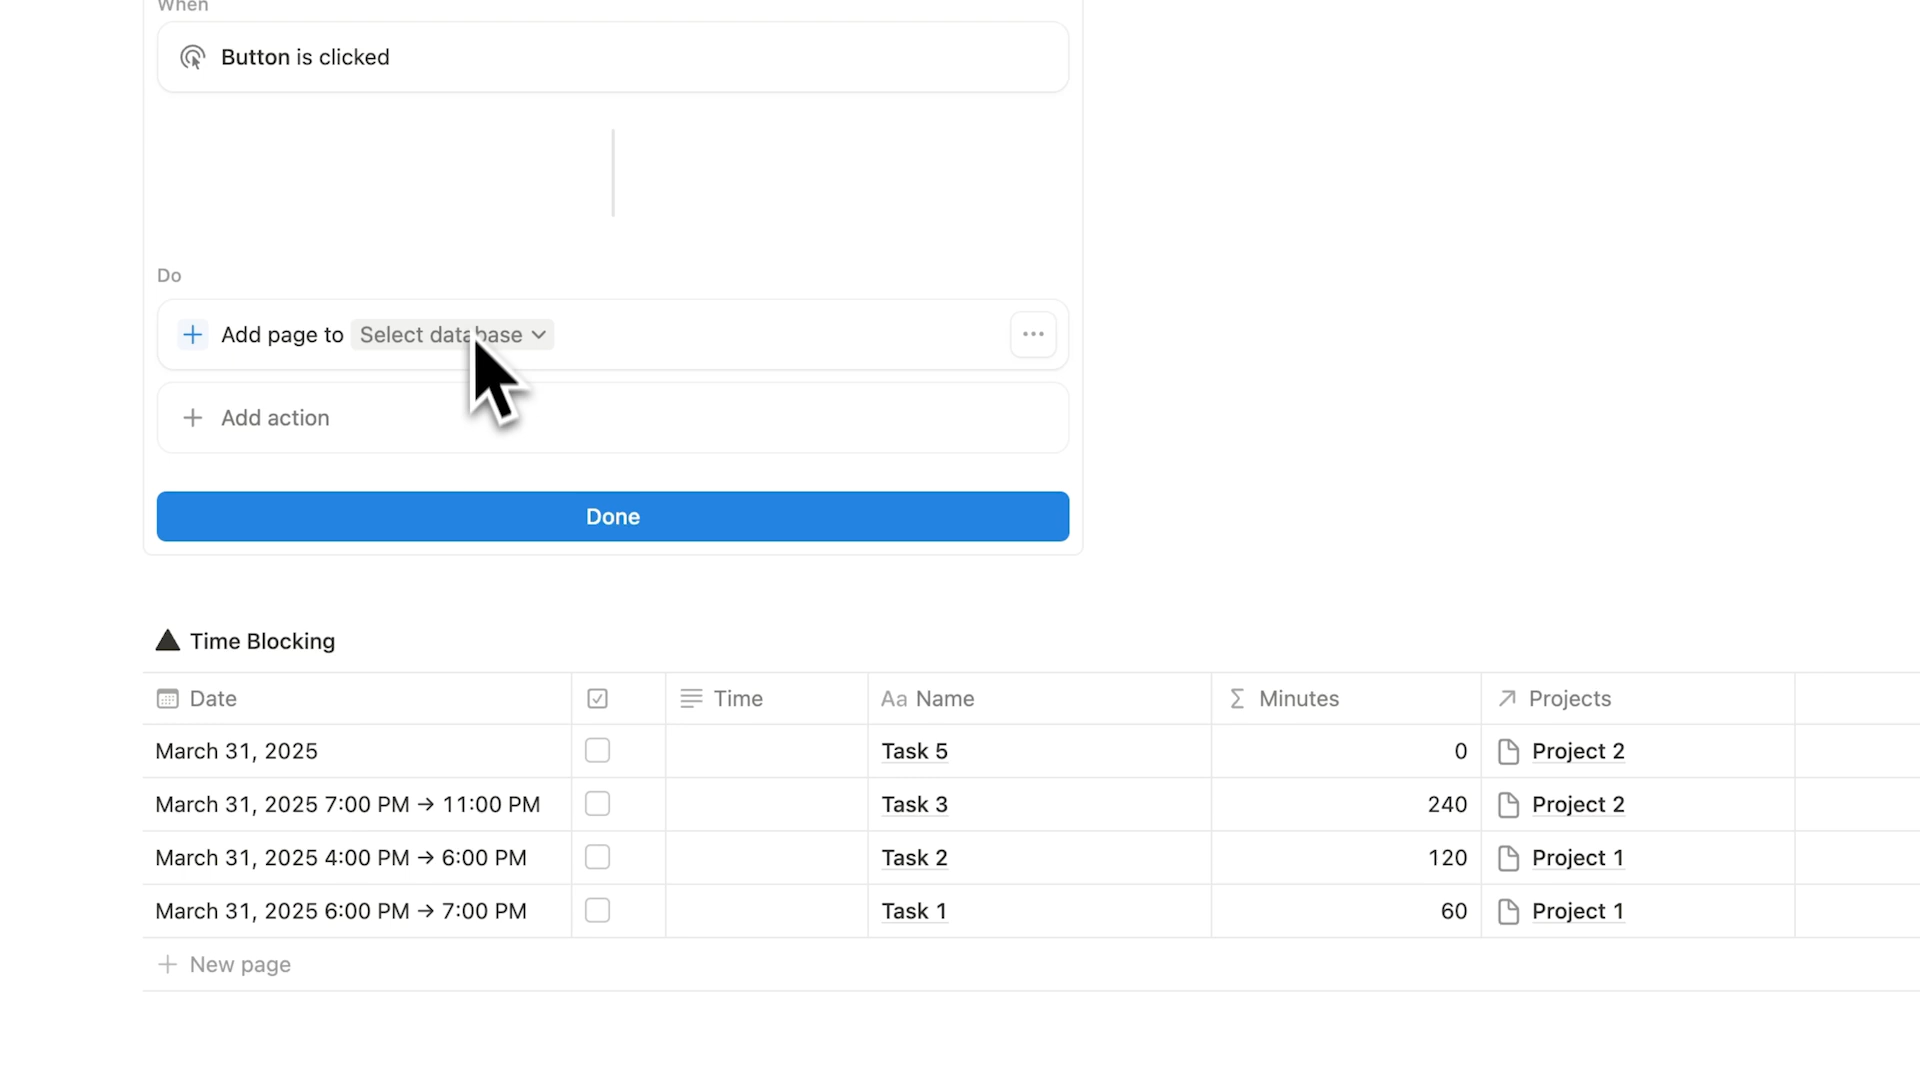 When
Button is clicked
Do
Add page to Select database
Add action
Done
Time Blocking
Date Time Aa Name Σ Minutes Projects
March 31, 2025 Task 5 0 Project 2
March 31, 2025 7:00 PM → 11:00 PM Task 3 240 Project 2
March 31, 2025 4:00 PM → 6:00 PM Task 2 120 Project 1
March 31, 2025 6:00 PM → 7:00 PM Task 1 60 Project 1
New page